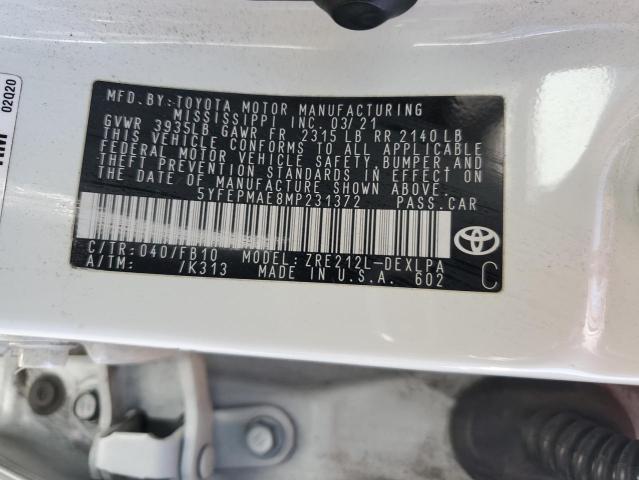 02Q20
MFD.BY: TOYOTA MOTOR MANUFACTURING
MISSISSIPPI INC. 03/21
GVWR 3935LB GAWR FR 2315 LB RR 2140 LB
THIS VEHICLE CONFORMS TO ALL APPLICABLE
FEDERAL MOTOR VEHICLE SAFETY, BUMPER, AND
THEFT PREVENTION STANDARDS IN EFFECT ON
THE DATE OF MANUFACTURE SHOWN ABOVE.
5YFEPMAE8MP231372 PASS.CAR
C/TR: 040/FB10 MODEL: ZRE212L-DEXLPA
A/TM: /K313 MADE IN U.S.A. 602
C